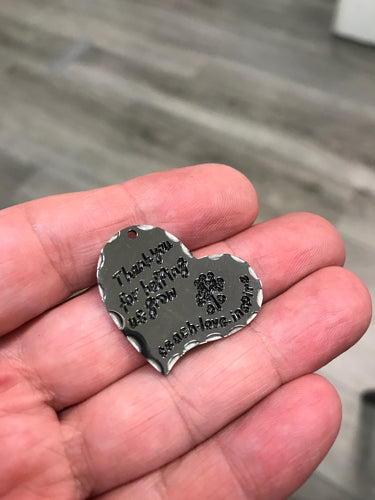 Thank you
for helping
us grow
teach-love-inspire